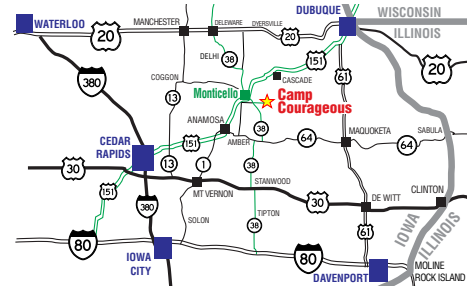 DUBUQUE
WISCONSIN
ILLINOIS
WATERLOO
MANCHESTER
DELAWARE
DYERSVILLE
20
20
20
DELHI
38
151
61
380
COGGON
CASCADE
13
Monticello
Camp
Courageous
ANAMOSA
38
CEDAR
RAPIDS
151
AMBER
64
MAQUOKETA
64
SABULA
30
13
1
38
STANWOOD
151
380
MT VERNON
30
DE WITT
CLINTON
SOLON
TIPTON
38
61
IOWA
ILLINOIS
80
IOWA
CITY
80
DAVENPORT
MOLINE
ROCK ISLAND